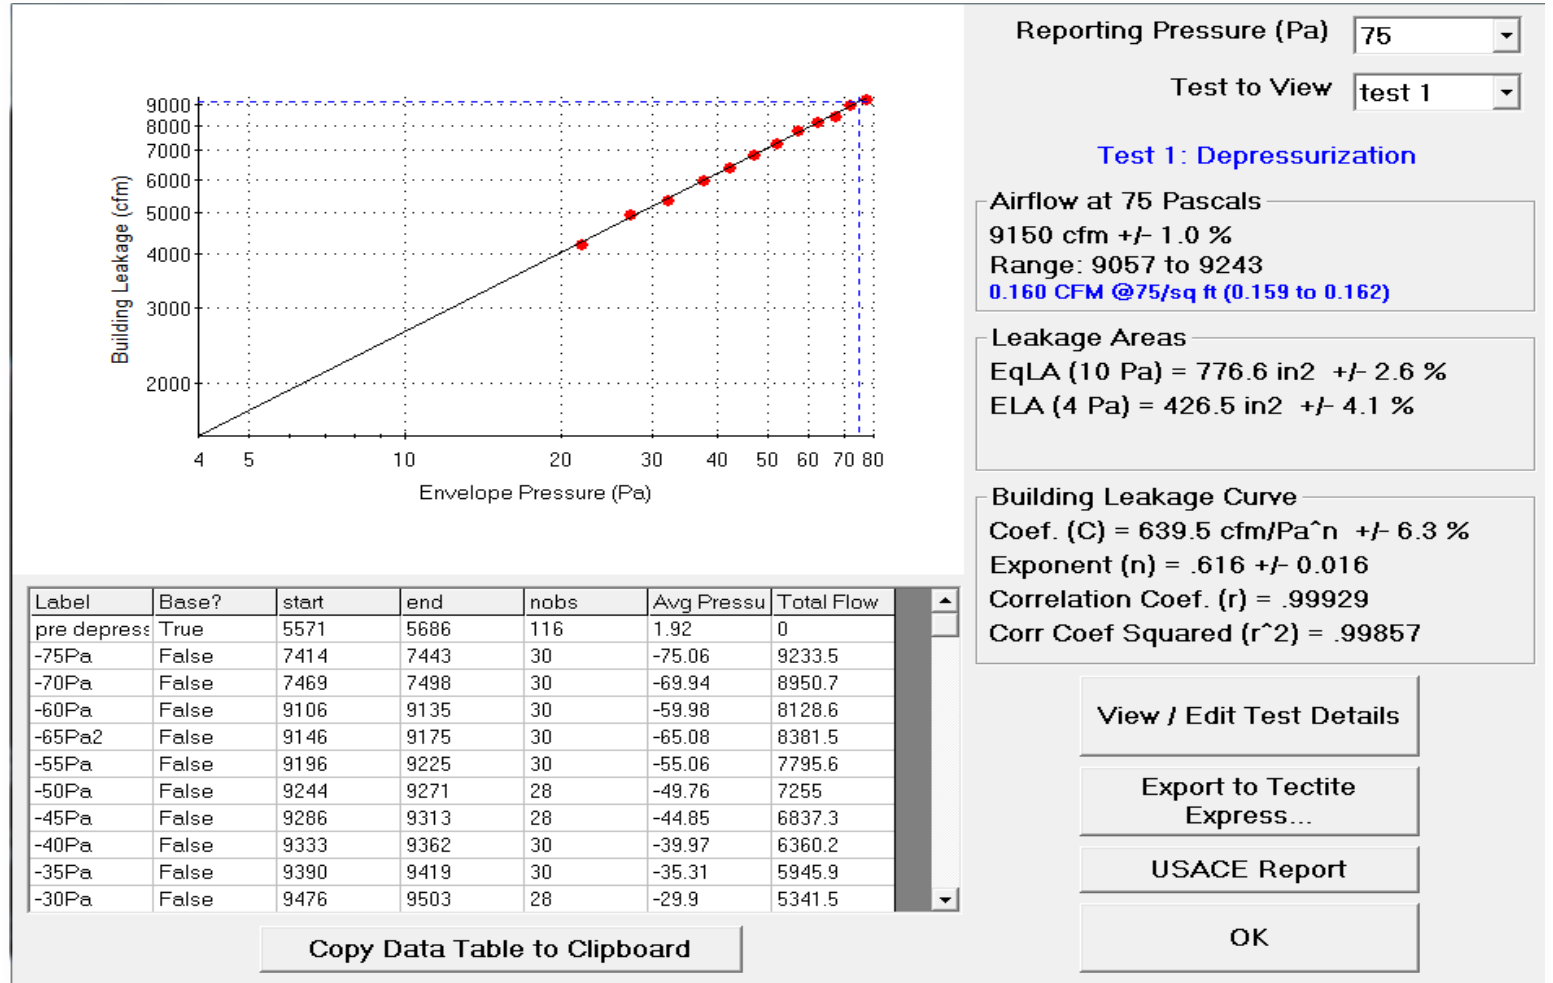 Reporting Pressure (Pa) 75
Test to View test 1
9000
8000
7000
6000
5000
4000
3000
2000
Building Leakage (cfm)
4 5 10 20 30 40 50 60 70 80
Envelope Pressure (Pa)
Test 1: Depressurization
Airflow at 75 Pascals
9150 cfm +/- 1.0 %
Range: 9057 to 9243
0.160 CFM @75/sq ft (0.159 to 0.162)
Leakage Areas
EqLA (10 Pa) = 776.6 in2 +/- 2.6 %
ELA (4 Pa) = 426.5 in2 +/- 4.1 %
Building Leakage Curve
Coef. (C) = 639.5 cfm/Pa^n +/- 6.3 %
Exponent (n) = .616 +/- 0.016
Correlation Coef. (r) = .99929
Corr Coef Squared (r^2) = .99857
Label Base? start end nobs Avg Pressu Total Flow
pre depress True 5571 5686 116 1.92 0
-75Pa False 7414 7443 30 -75.06 9233.5
-70Pa False 7469 7498 30 -69.94 8950.7
-60Pa False 9106 9135 30 -59.98 8128.6
-65Pa2 False 9146 9175 30 -65.08 8381.5
-55Pa False 9196 9225 30 -55.06 7795.6
-50Pa False 9244 9271 28 -49.76 7255
-45Pa False 9286 9313 28 -44.85 6837.3
-40Pa False 9333 9362 30 -39.97 6360.2
-35Pa False 9390 9419 30 -35.31 5945.9
-30Pa False 9476 9503 28 -29.9 5341.5
Copy Data Table to Clipboard
View / Edit Test Details
Export to Tectite
Express...
USACE Report
OK